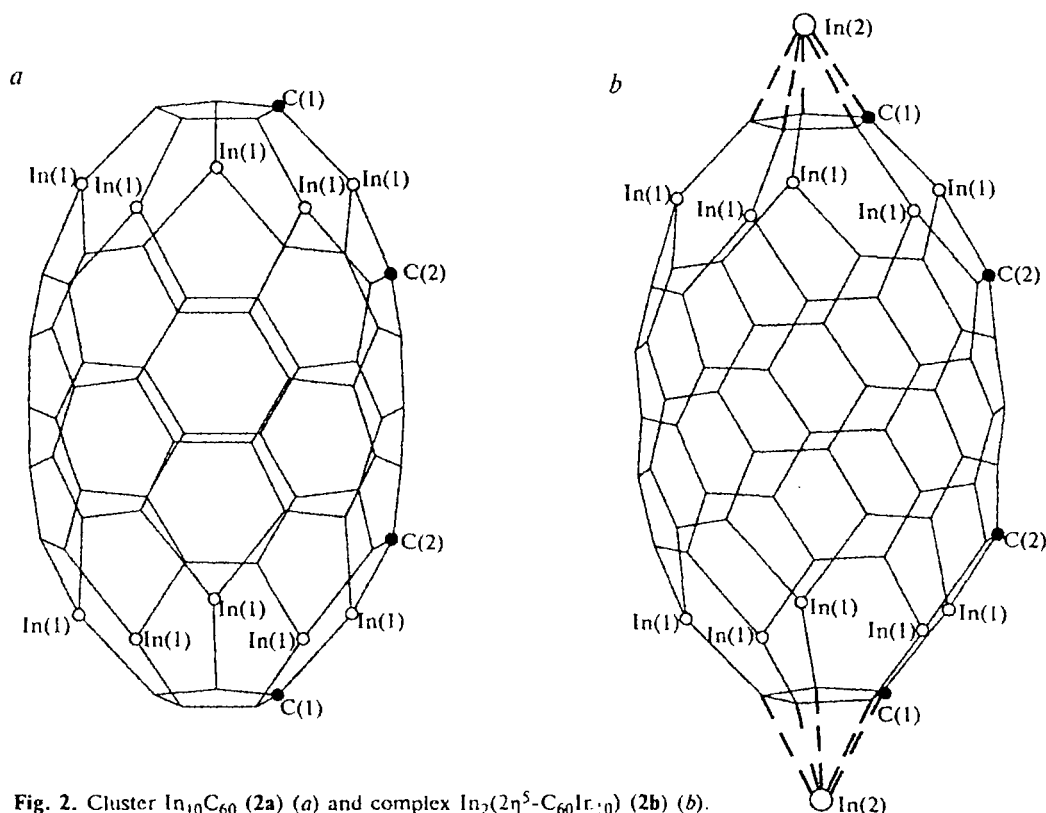 a
C(1)
In(1)
In(1)
In(1)
In(1)
In(1)
C(2)
C(2)
In(1)
In(1)
In(1)
In(1)
In(1)
C(1)
b
In(2)
C(1)
In(1)
In(1)
In(1)
In(1)
In(1)
C(2)
C(2)
In(1)
In(1)
In(1)
In(1)
In(1)
C(1)
In(2)
Fig. 2. Cluster In₁₀C₆₀ (2a) (a) and complex (2b) (b).